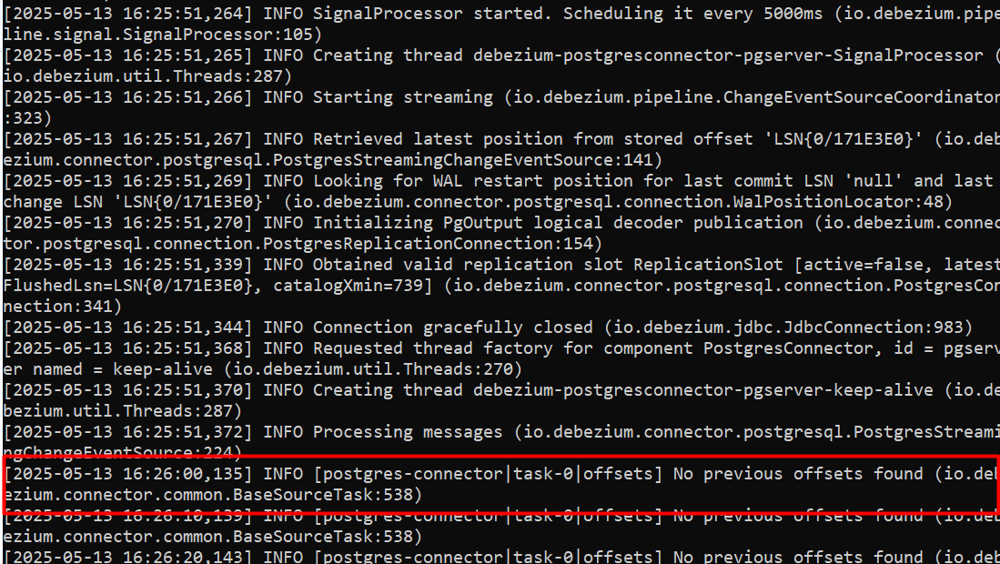 [2025-05-13 16:25:51,264] INFO SignalProcessor started. Scheduling it every 5000ms (io.debezium.pipe
line.signal.SignalProcessor:105)
[2025-05-13 16:25:51,265] INFO Creating thread debezium-postgresconnector-pgserver-SignalProcessor (
io.debezium.util.Threads:287)
[2025-05-13 16:25:51,266] INFO Starting streaming (io.debezium.pipeline.ChangeEventSourceCoordinator
:323)
[2025-05-13 16:25:51,267] INFO Retrieved latest position from stored offset 'LSN{0/171E3E0}' (io.deb
ezium.connector.postgresql.PostgresStreamingChangeEventSource:141)
[2025-05-13 16:25:51,269] INFO Looking for WAL restart position for last commit LSN 'null' and last
change LSN 'LSN{0/171E3E0}' (io.debezium.connector.postgresql.connection.WalPositionLocator:48)
[2025-05-13 16:25:51,270] INFO Initializing PgOutput logical decoder publication (io.debezium.connec
tor.postgresql.connection.PostgresReplicationConnection:154)
[2025-05-13 16:25:51,339] INFO Obtained valid replication slot ReplicationSlot [active=false, latest
FlushedLsn=LSN{0/171E3E0}, catalogXmin=739] (io.debezium.connector.postgresql.connection.PostgresCon
nection:341)
[2025-05-13 16:25:51,344] INFO Connection gracefully closed (io.debezium.jdbc.JdbcConnection:983)
[2025-05-13 16:25:51,368] INFO Requested thread factory for component PostgresConnector, id = pgserv
er named = keep-alive (io.debezium.util.Threads:270)
[2025-05-13 16:25:51,370] INFO Creating thread debezium-postgresconnector-pgserver-keep-alive (io.de
bezium.util.Threads:287)
[2025-05-13 16:25:51,372] INFO Processing messages (io.debezium.connector.postgresql.PostgresStreami
ngChangeEventSource:224)
[2025-05-13 16:26:00,135] INFO [postgres-connector|task-0|offsets] No previous offsets found (io.deb
ezium.connector.common.BaseSourceTask:538)
[2025-05-13 16:26:10,139] INFO [postgres-connector|task-0|offsets] No previous offsets found (io.deb
ezium.connector.common.BaseSourceTask:538)
[2025-05-13 16:26:20,143] INFO [postgres-connector|task-0|offsets] No previous offsets found (io.deb